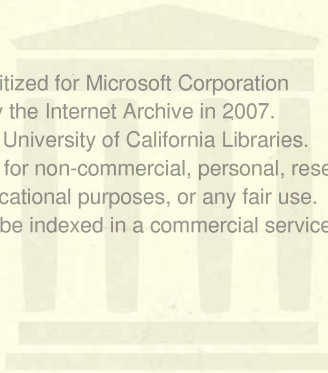 itized for Microsoft Corporation
the Internet Archive in 2007.
University of California Libraries.
for non-commercial, personal, rese
cational purposes, or any fair use.
be indexed in a commercial service